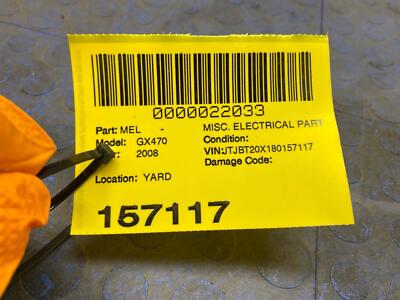 0000022033
Part: MEL - MISC. ELECTRICAL PART
Model: GX470 Condition:
2008 VIN:JTJBT20X180157117
Damage Code:
Location: YARD
157117